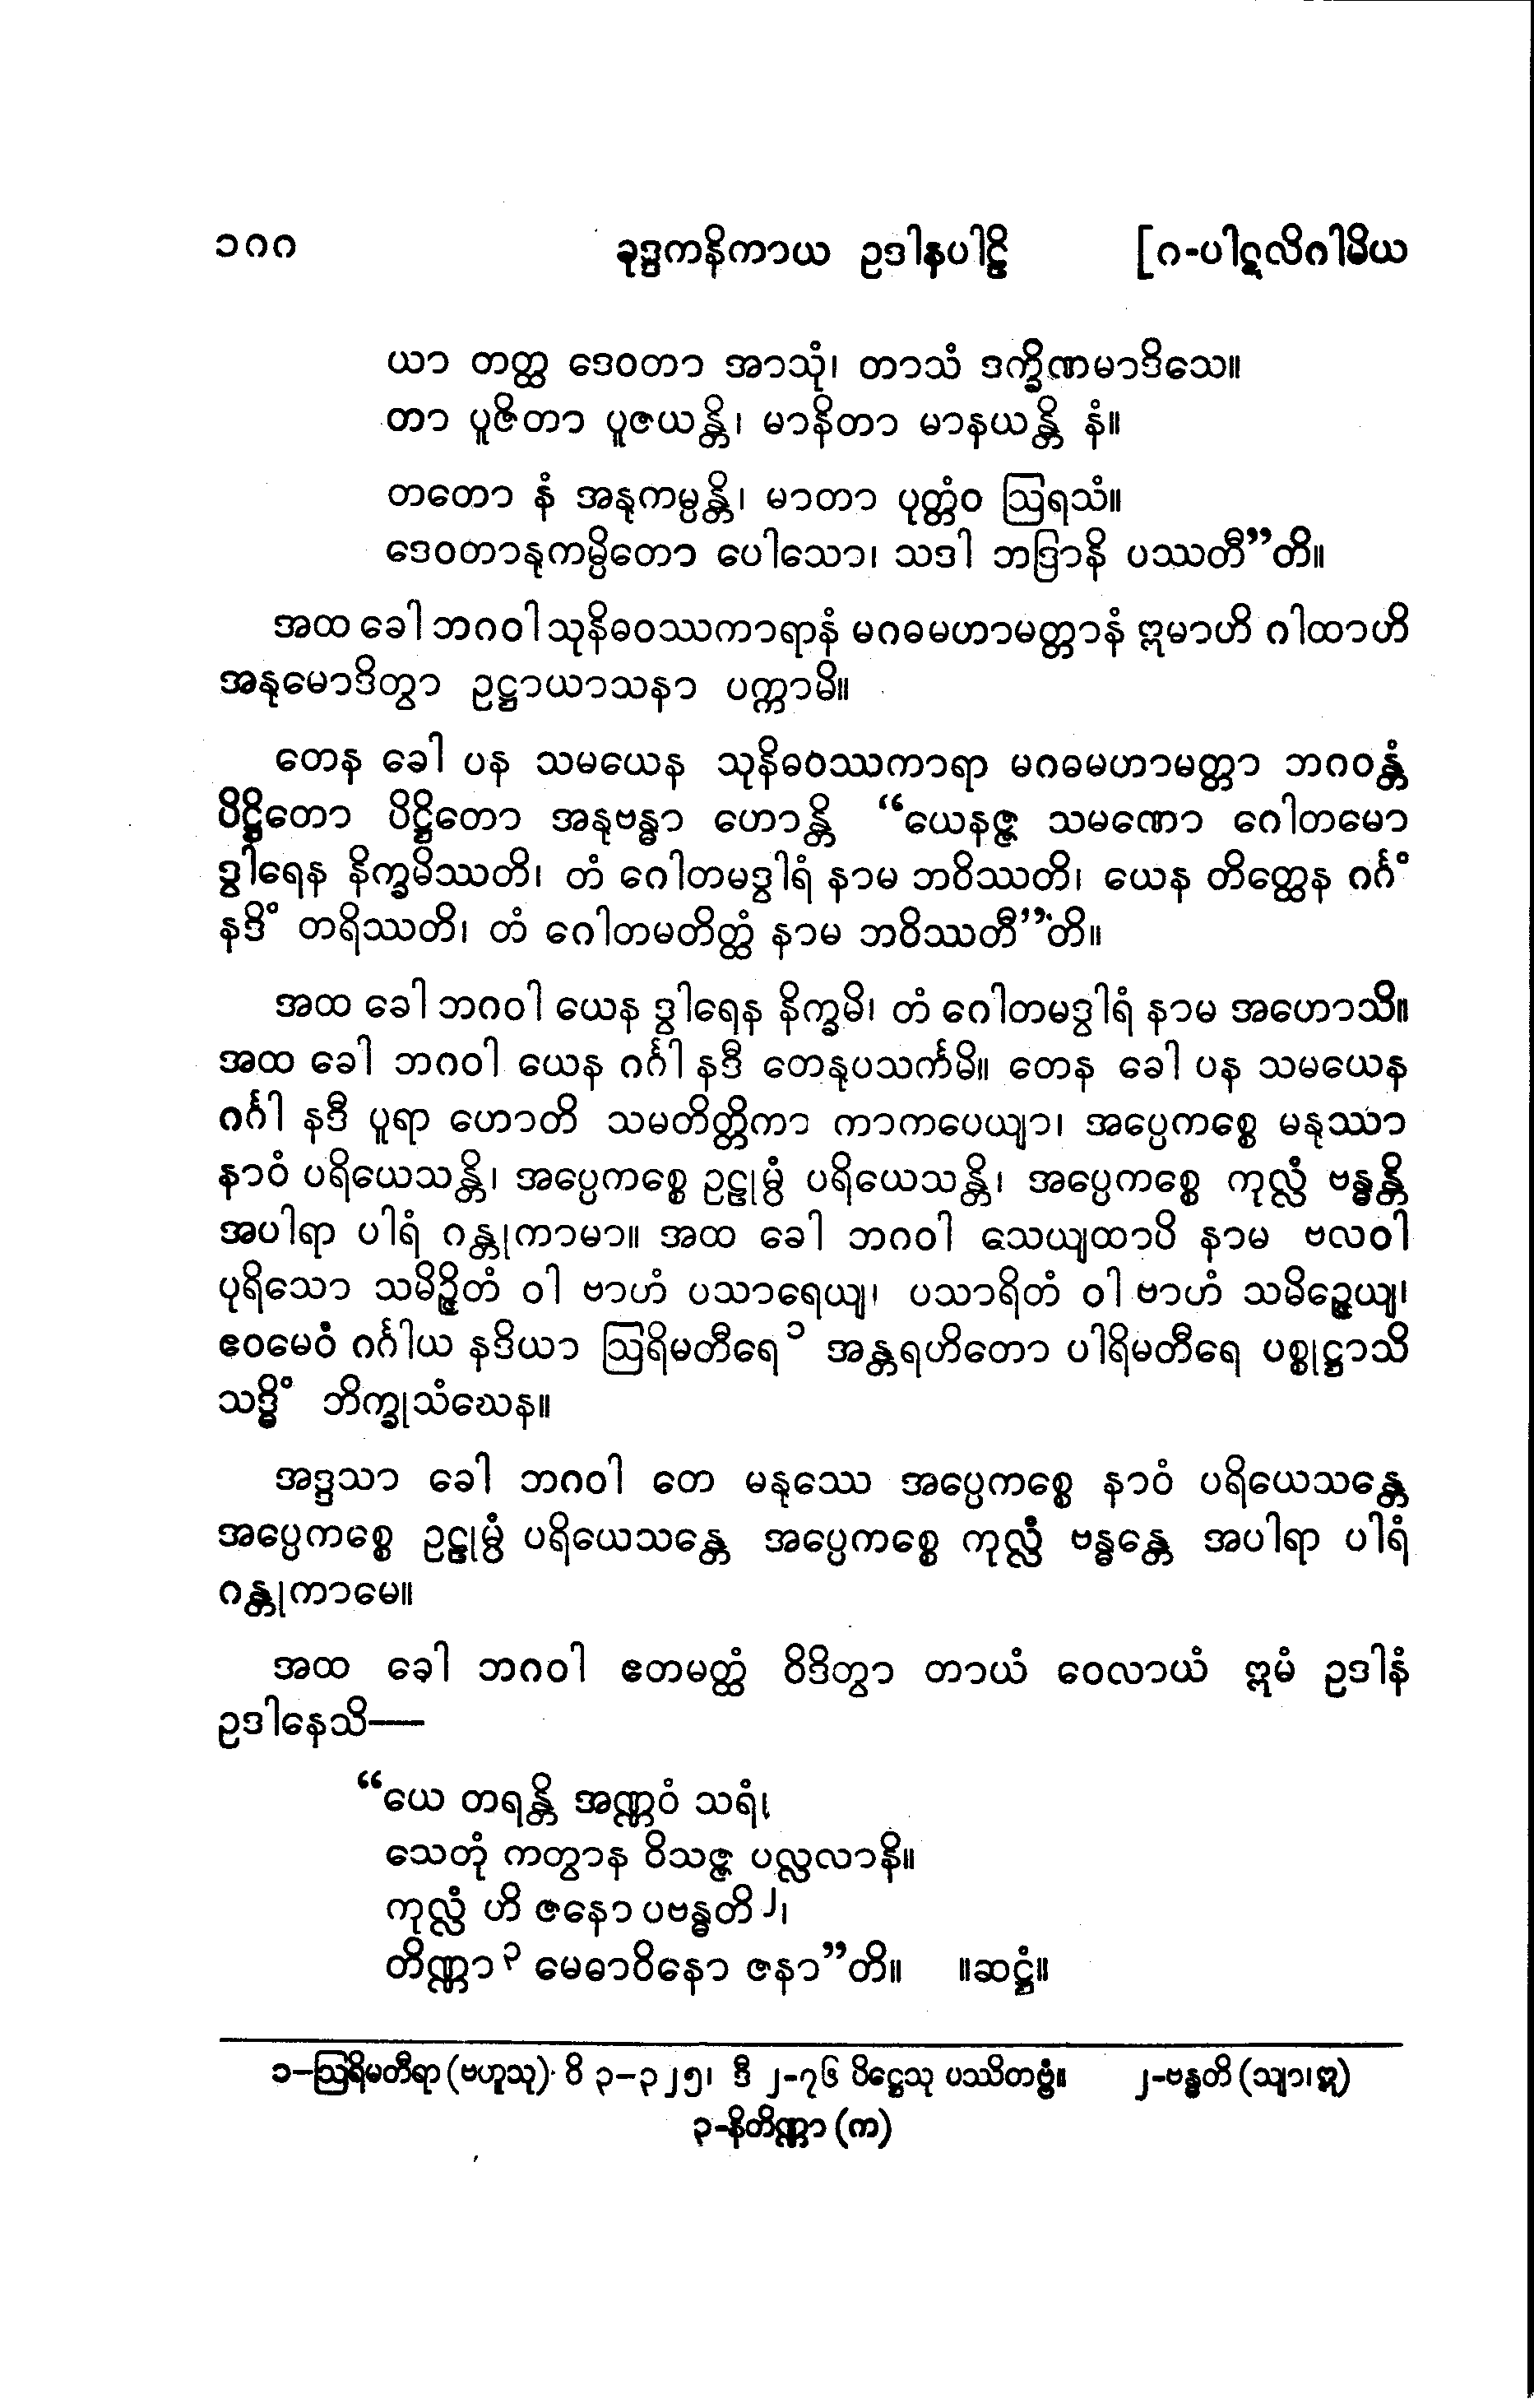 ၁၈၈ ခုဒ္ဒကနိကာယ ဥဒါနပါဠိ [၈-ပါဋလိဂါမိယ
ယာ တတ္ထ ဒေဝတာ အာသုံ၊ တာသံ ဒက္ခိဏမာဒိသေ။
တာ ပူဇိတာ ပူဇယန္တိ၊ မာနိတာ မာနယန္တိ နံ။
တတော နံ အနုကမ္ပန္တိ၊ မာတာ ပုတ္တံဝ ဩရသံ။
ဒေဝတာနုကမ္ပိတော ပေါသော၊ သဒါ ဘဒြာနိ ပဿတီ”တိ။
အထ ခေါ ဘဂဝါ သုနိဓဝဿကာရာနံ မဂဓမဟာမတ္တာနံ ဣမာဟိ ဂါထာဟိ
အနုမောဒိတွာ ဥဋ္ဌာယာသနာ ပက္ကာမိ။
တေန ခေါ ပန သမယေန သုနိဓဝဿကာရာ မဂဓမဟာမတ္တာ ဘဂဝန္တံ
ပိဋ္ဌိတော ပိဋ္ဌိတော အနုဗန္ဓာ ဟောန္တိ “ယေနဇ္ဇ သမဏော ဂေါတမော
ဒွါရေန နိက္ခမိဿတိ၊ တံ ဂေါတမဒွါရံ နာမ ဘဝိဿတိ၊ ယေန တိတ္ထေန ဂင်္ဂံ
နဒိံ တရိဿတိ၊ တံ ဂေါတမတိတ္ထံ နာမ ဘဝိဿတီ”တိ။
အထ ခေါ ဘဂဝါ ယေန ဒွါရေန နိက္ခမိ၊ တံ ဂေါတမဒွါရံ နာမ အဟောသိ။
အထ ခေါ ဘဂဝါ ယေန ဂင်္ဂါ နဒီ တေနုပသင်္ကမိ။ တေန ခေါ ပန သမယေန
ဂင်္ဂါ နဒီ ပူရာ ဟောတိ သမတိတ္တိကာ ကာကပေယျာ၊ အပ္ပေကစ္စေ မနုဿာ
နာဝံ ပရိယေသန္တိ၊ အပ္ပေကစ္စေ ဥဠုမ္ပံ ပရိယေသန္တိ၊ အပ္ပေကစ္စေ ကုလ္လံ ဗန္ဓန္တိ
အပါရာ ပါရံ ဂန္တုကာမာ။ အထ ခေါ ဘဂဝါ သေယျထာပိ နာမ ဗလဝါ
ပုရိသော သမိဉ္ဇိတံ ဝါ ဗာဟံ ပသာရေယျ၊ ပသာရိတံ ဝါ ဗာဟံ သမိဉ္ဇေယျ၊
ဧဝမေဝံ ဂင်္ဂါယ နဒိယာ ဩရိမတီရေ ၁ အန္တရဟိတော ပါရိမတီရေ ပစ္စုဋ္ဌာသိ
သဒ္ဓိံ ဘိက္ခုသံဃေန။
အဒ္ဒသာ ခေါ ဘဂဝါ တေ မနုဿေ အပ္ပေကစ္စေ နာဝံ ပရိယေသန္တေ
အပ္ပေကစ္စေ ဥဠုမ္ပံ ပရိယေသန္တေ အပ္ပေကစ္စေ ကုလ္လံ ဗန္ဓန္တေ အပါရာ ပါရံ
ဂန္တုကာမေ။
အထ ခေါ ဘဂဝါ ဧတမတ္ထံ ဝိဒိတွာ တာယံ ဝေလာယံ ဣမံ ဥဒါနံ
ဥဒါနေသိ—
“ယေ တရန္တိ အဏ္ဏဝံ သရံ၊
သေတုံ ကတွာန ဝိသဇ္ဇ ပလ္လလာနိ။
ကုလ္လံ ဟိ ဇနော ပဗန္ဓတိ ၂၊
တိဏ္ဏာ ၃ မေဓာဝိနော ဇနာ”တိ။ ။ဆဋ္ဌံ။
၁–ဩရိမတီရာ (ဗဟူသု) ဝိ ၃–၃၂၅၊ ဒီ ၂-၇၆ ပိဋ္ဌေသု ပဿိတဗ္ဗံ။ ၂-ဗန္ဓတိ (သျာ၊ဣ)
၃-နိတိဏ္ဏာ (က)